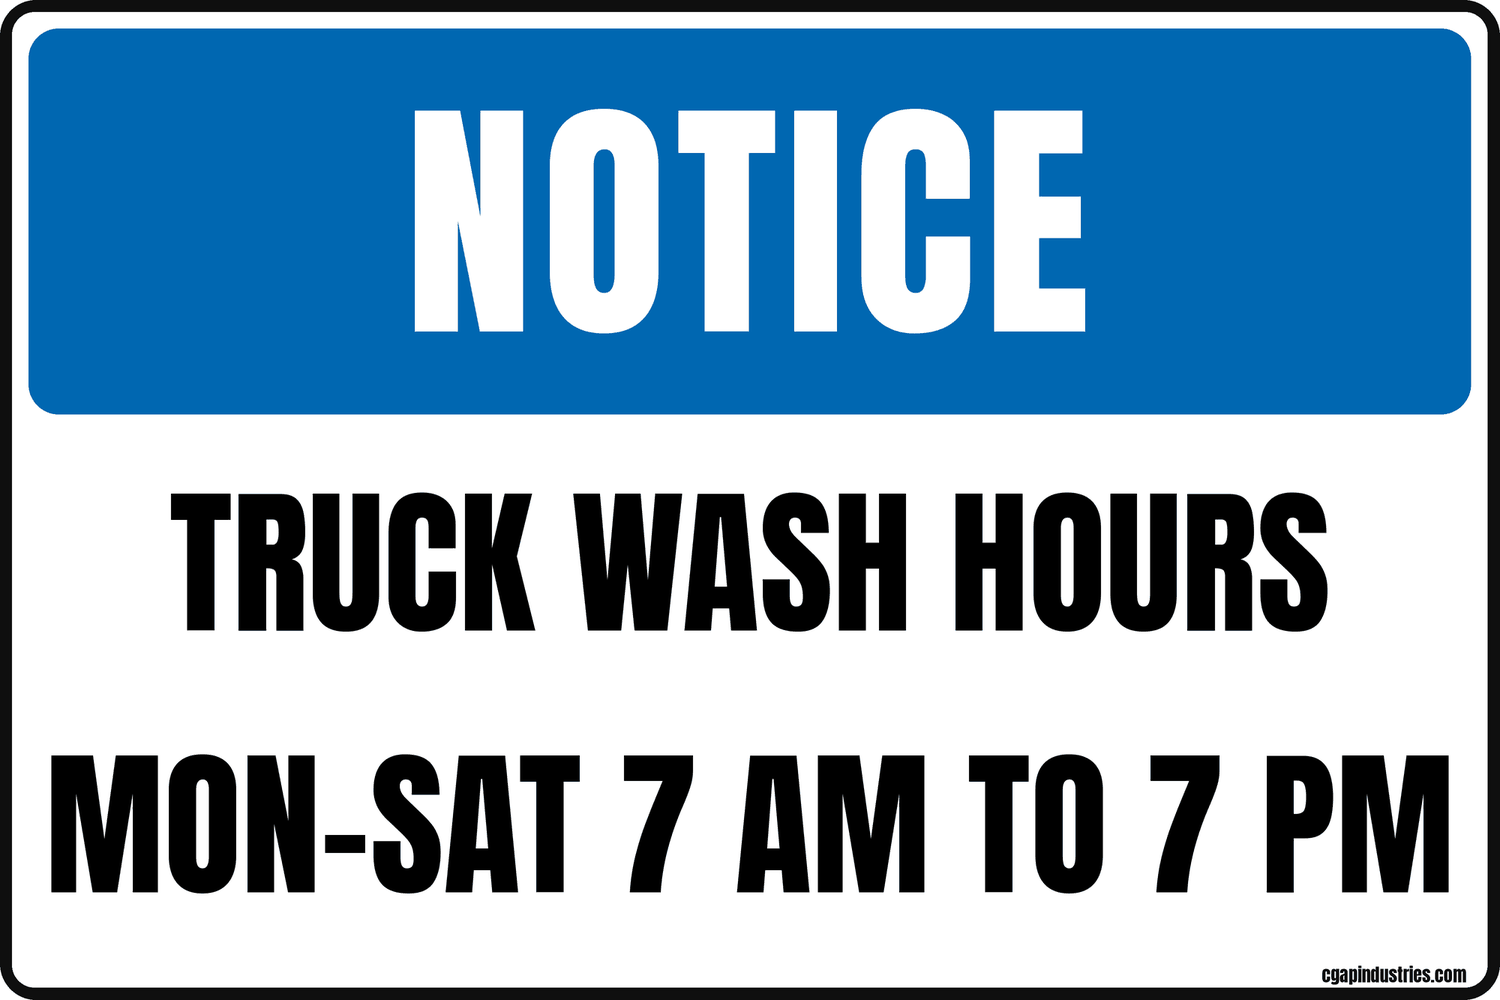 NOTICE
TRUCK WASH HOURS
MON-SAT 7 AM TO 7 PM
cgapindustries.com